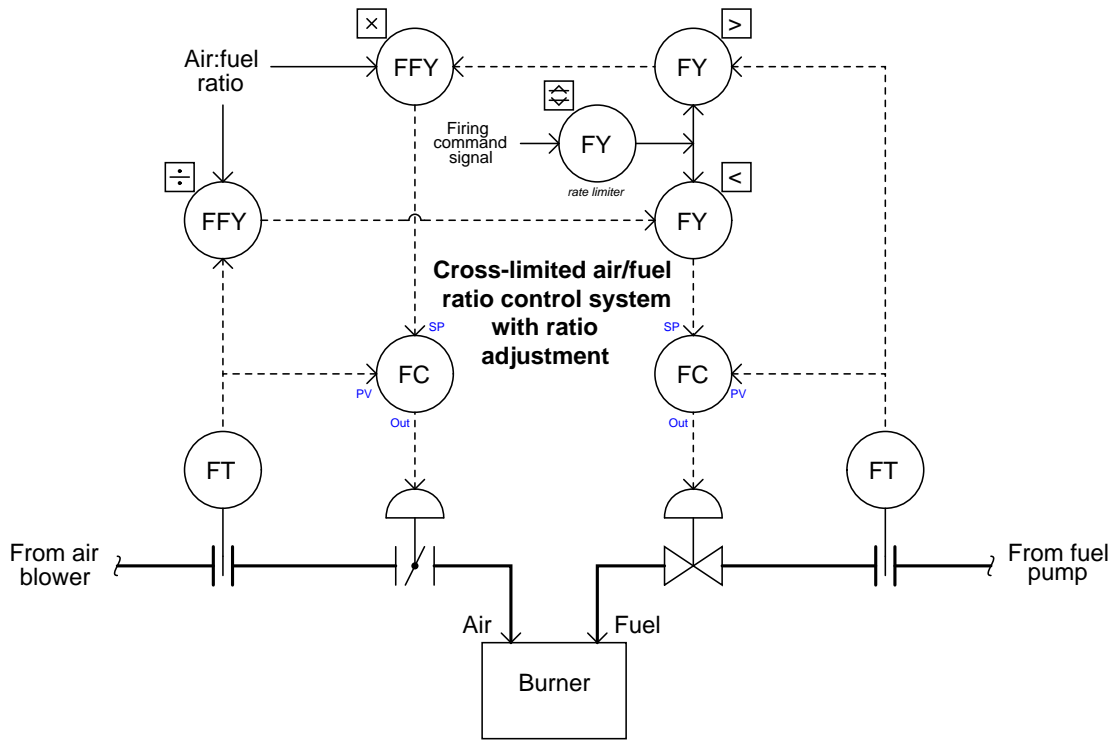 ×
>
Air:fuel
ratio
FFY
FY
Firing
command
signal
FY
rate limiter
÷
<
FFY
FY
Cross-limited air/fuel
ratio control system
with ratio
adjustment
SP
SP
FC
FC
PV
PV
Out
Out
FT
FT
From air
blower
From fuel
pump
Air
Fuel
Burner